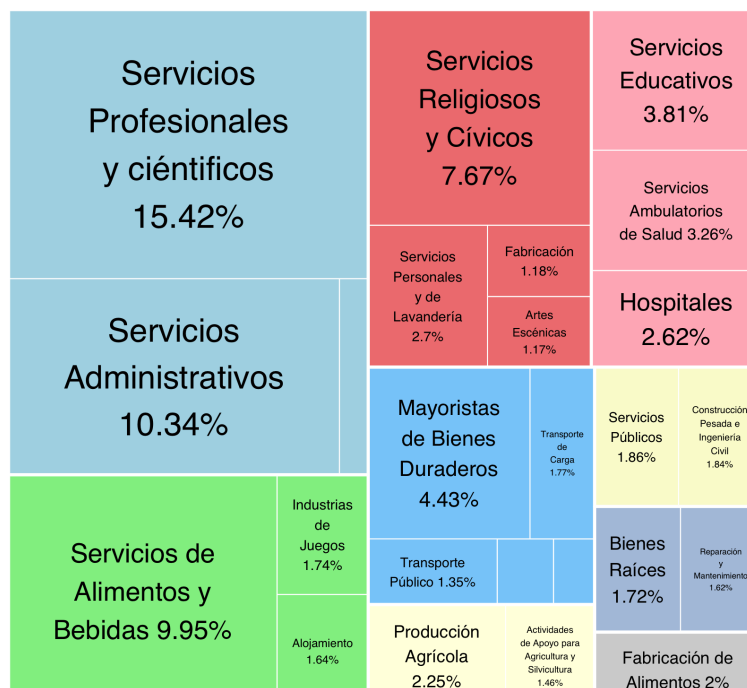 Servicios
Profesionales
y ciéntificos
15.42%
Servicios
Administrativos
10.34%
Servicios de
Alimentos y
Bebidas 9.95%
Industrias
de
Juegos
1.74%
Alojamiento
1.64%
Servicios
Religiosos
y Cívicos
7.67%
Servicios
Personales
y de
Lavandería
2.7%
Fabricación
1.18%
Artes
Escénicas
1.17%
Mayoristas
de Bienes
Duraderos
4.43%
Transporte
de
Carga
1.77%
Transporte
Público 1.35%
Producción
Agrícola
2.25%
Actividades
de Apoyo para
Agricultura y
Silvicultura
1.46%
Servicios
Educativos
3.81%
Servicios
Ambulatorios
de Salud 3.26%
Hospitales
2.62%
Servicios
Públicos
1.86%
Construcción
Pesada e
Ingeniería
Civil
1.84%
Bienes
Raíces
1.72%
Reparación
y
Mantenimiento
1.62%
Fabricación de
Alimentos 2%